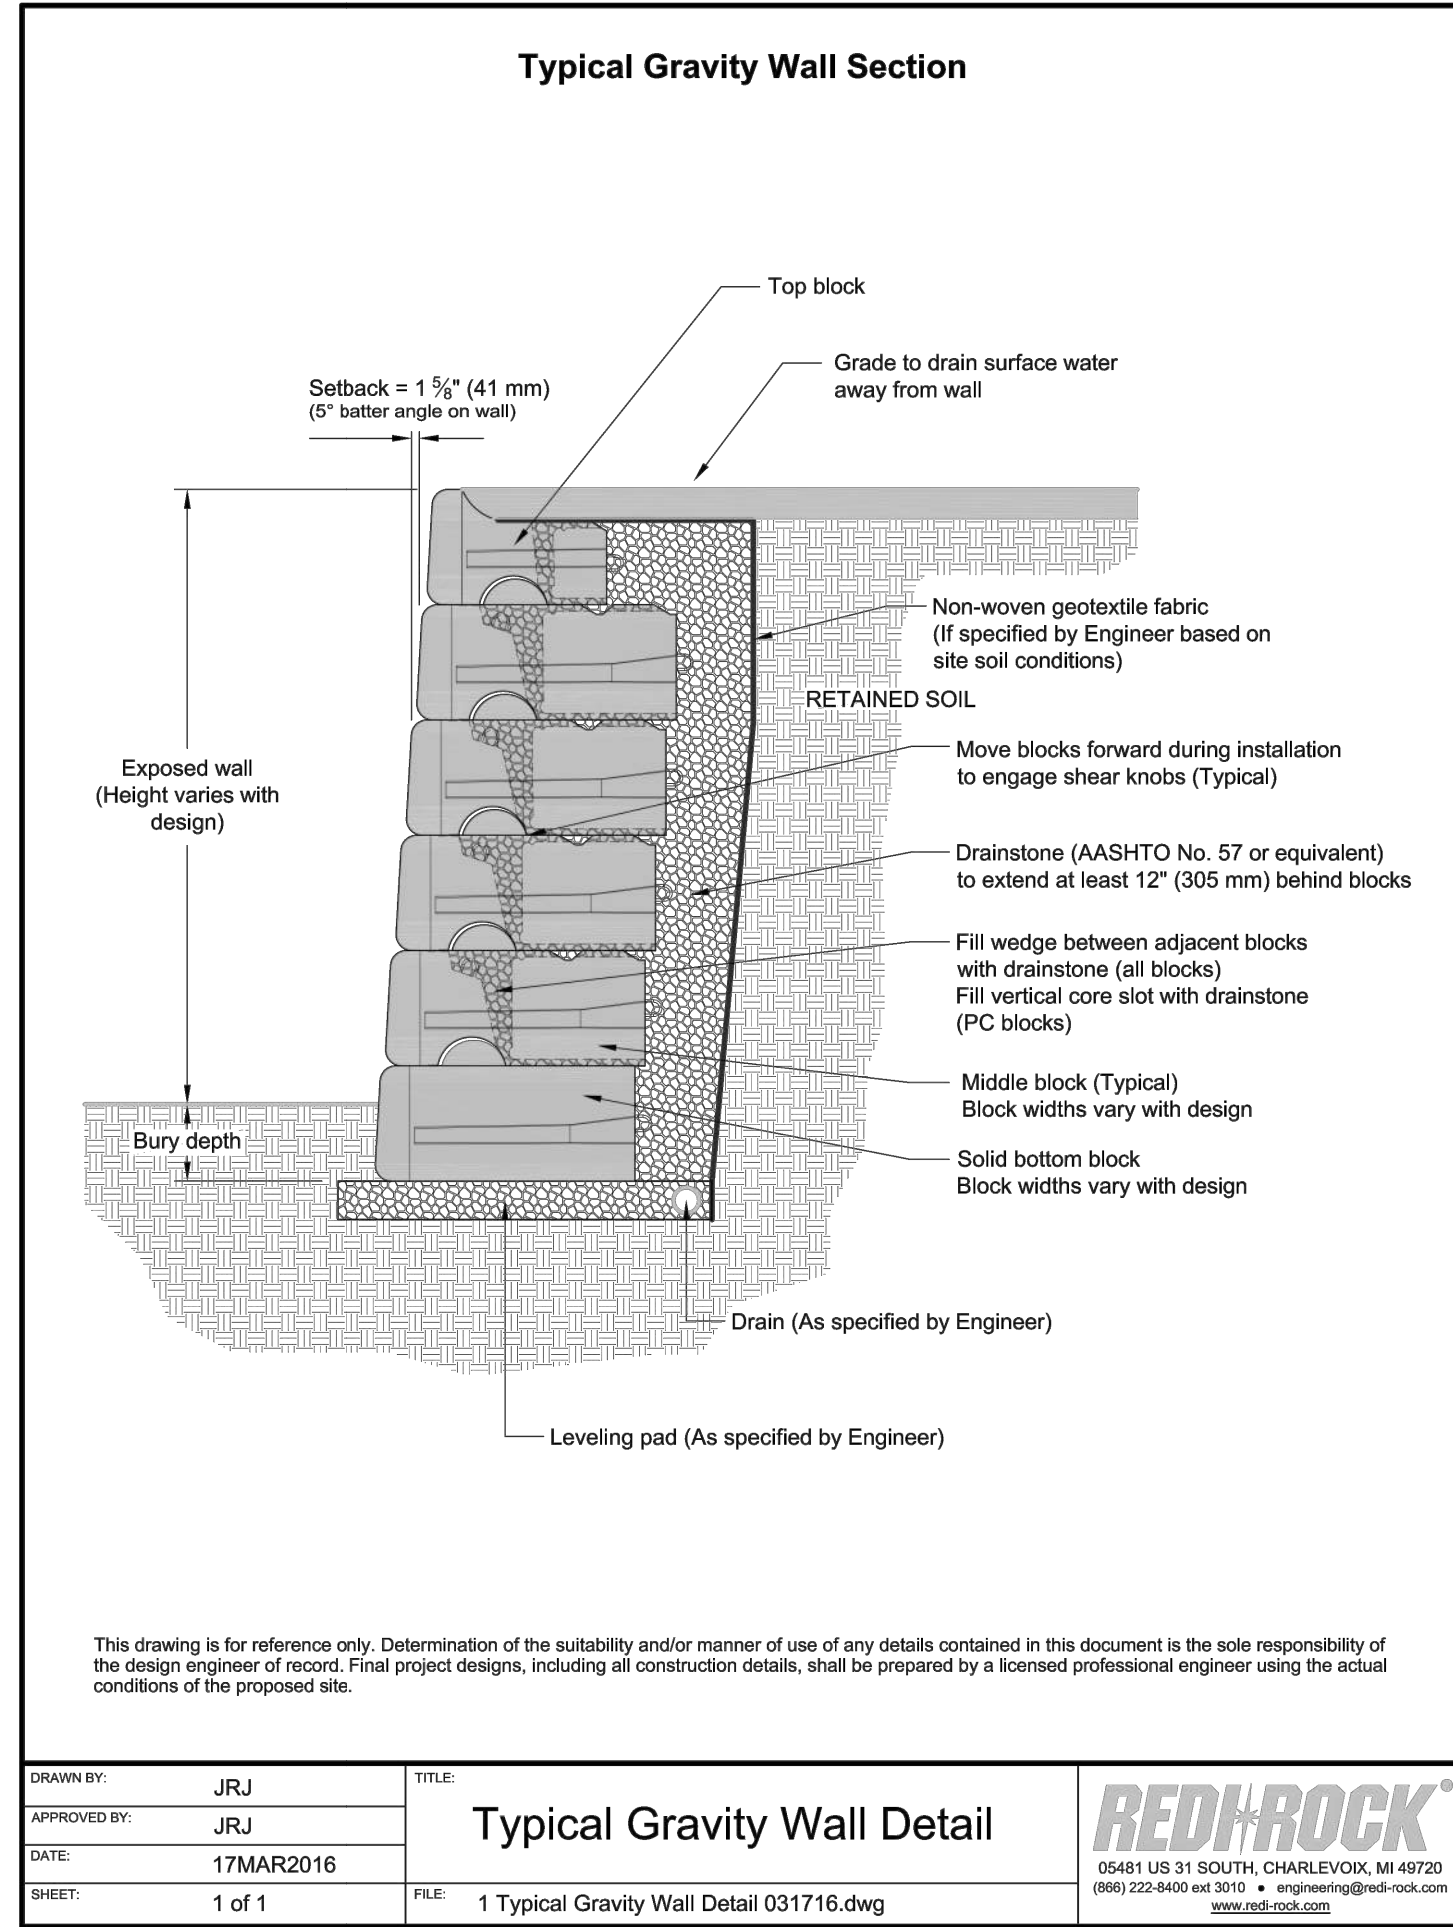 Typical Gravity Wall Section
Top block
Grade to drain surface water
away from wall
Setback = 1 5⁄8" (41 mm)
(5° batter angle on wall)
Non-woven geotextile fabric
(If specified by Engineer based on
site soil conditions)
RETAINED SOIL
Move blocks forward during installation
to engage shear knobs (Typical)
Exposed wall
(Height varies with
design)
Drainstone (AASHTO No. 57 or equivalent)
to extend at least 12" (305 mm) behind blocks
Fill wedge between adjacent blocks
with drainstone (all blocks)
Fill vertical core slot with drainstone
(PC blocks)
Middle block (Typical)
Block widths vary with design
Bury depth
Solid bottom block
Block widths vary with design
Drain (As specified by Engineer)
Leveling pad (As specified by Engineer)
This drawing is for reference only. Determination of the suitability and/or manner of use of any details contained in this document is the sole responsibility of
the design engineer of record. Final project designs, including all construction details, shall be prepared by a licensed professional engineer using the actual
conditions of the proposed site.
DRAWN BY: JRJ
APPROVED BY: JRJ
DATE: 17MAR2016
SHEET: 1 of 1
TITLE:
Typical Gravity Wall Detail
FILE: 1 Typical Gravity Wall Detail 031716.dwg
REDI-ROCK®
05481 US 31 SOUTH, CHARLEVOIX, MI 49720
(866) 222-8400 ext 3010 • engineering@redi-rock.com
www.redi-rock.com